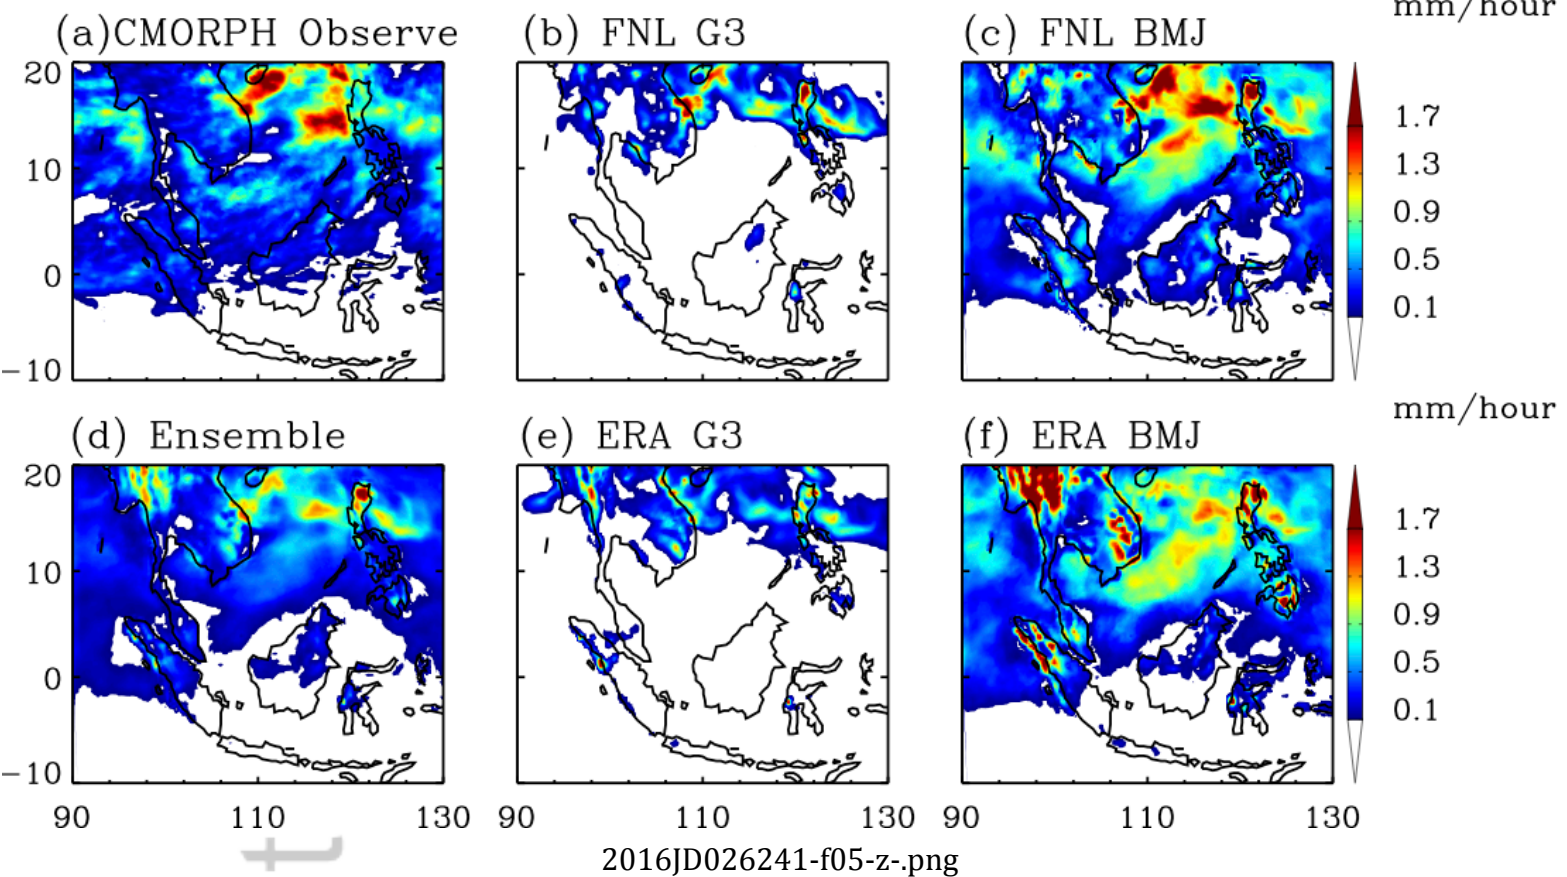 mm/hour
(a)CMORPH Observe
(b) FNL G3
(c) FNL BMJ
20
10
0
−10
1.7
1.3
0.9
0.5
0.1
mm/hour
(d) Ensemble
(e) ERA G3
(f) ERA BMJ
20
10
0
−10
1.7
1.3
0.9
0.5
0.1
90 110 130 90 110 130 90 110 130
t
2016JD026241-f05-z-.png